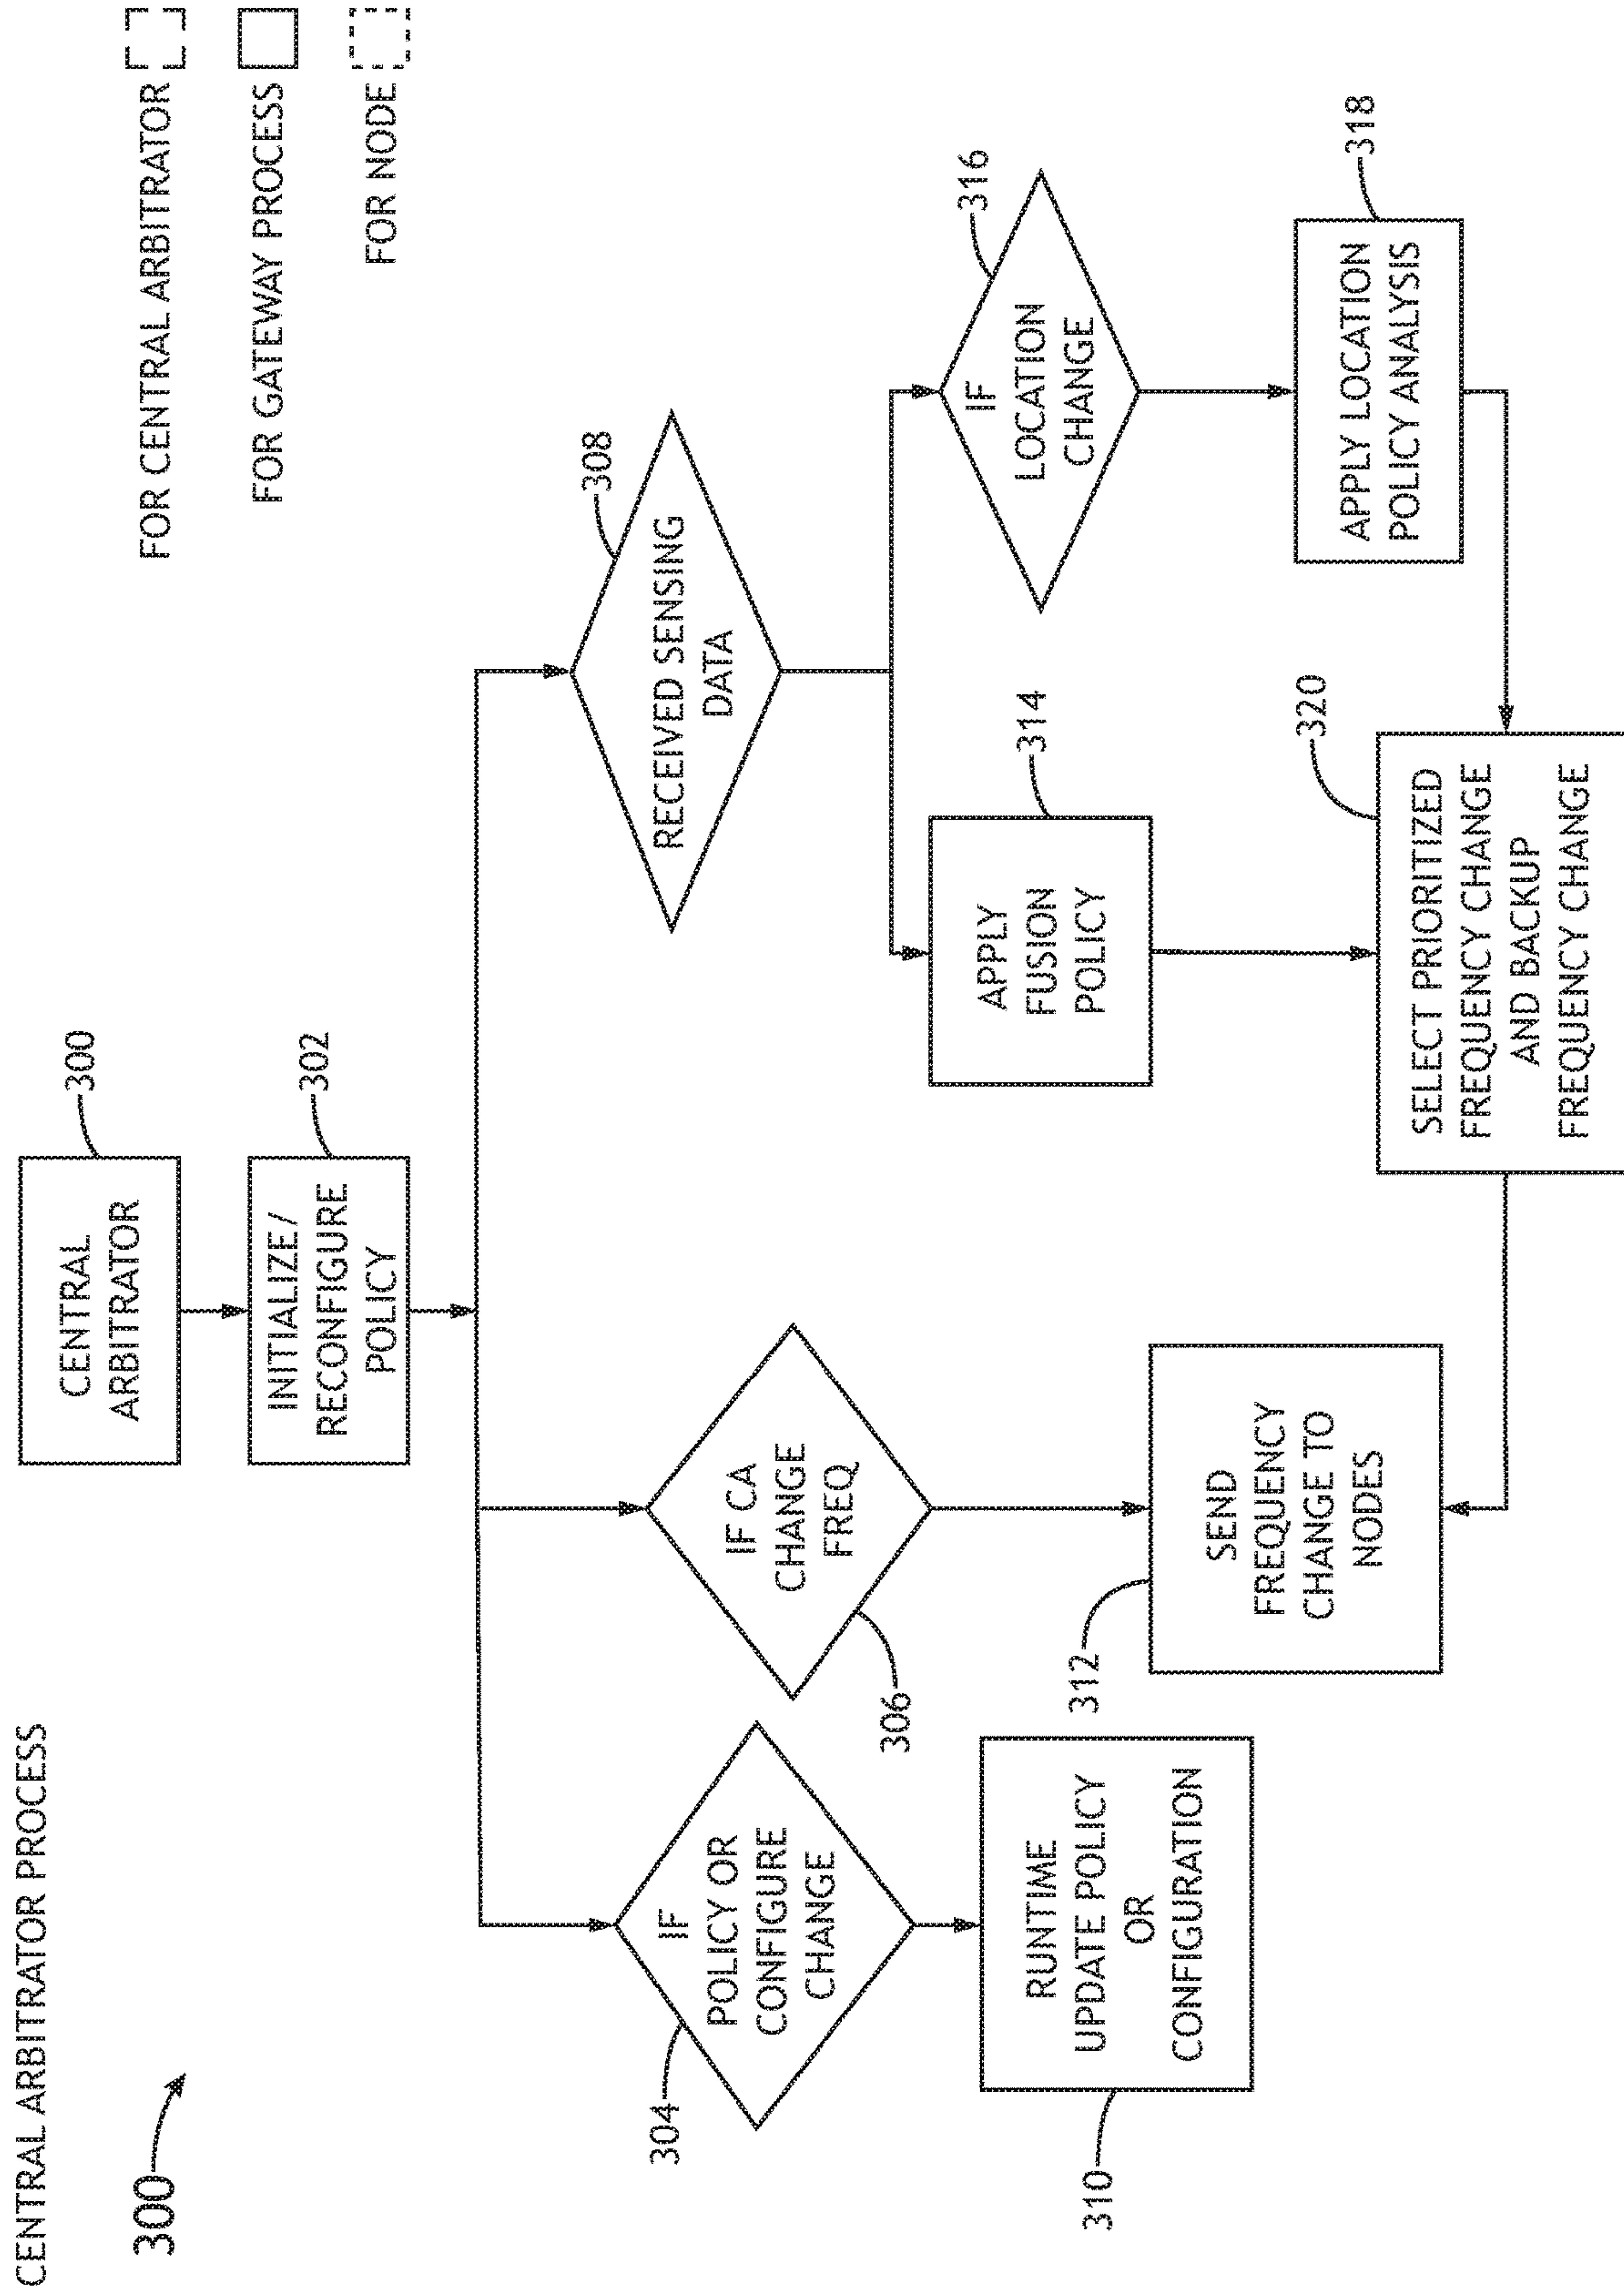 CENTRAL ARBITRATOR PROCESS
300
FOR CENTRAL ARBITRATOR
FOR GATEWAY PROCESS
FOR NODE
CENTRAL
ARBITRATOR
300
INITIALIZE/
RECONFIGURE
POLICY
302
IF
POLICY OR
CONFIGURE
CHANGE
304
IF CA
CHANGE
FREQ
306
RECEIVED SENSING
DATA
308
RUNTIME
UPDATE POLICY
OR
CONFIGURATION
310
SEND
FREQUENCY
CHANGE TO
NODES
312
APPLY
FUSION
POLICY
314
IF
LOCATION
CHANGE
316
APPLY LOCATION
POLICY ANALYSIS
318
SELECT PRIORITIZED
FREQUENCY CHANGE
AND BACKUP
FREQUENCY CHANGE
320